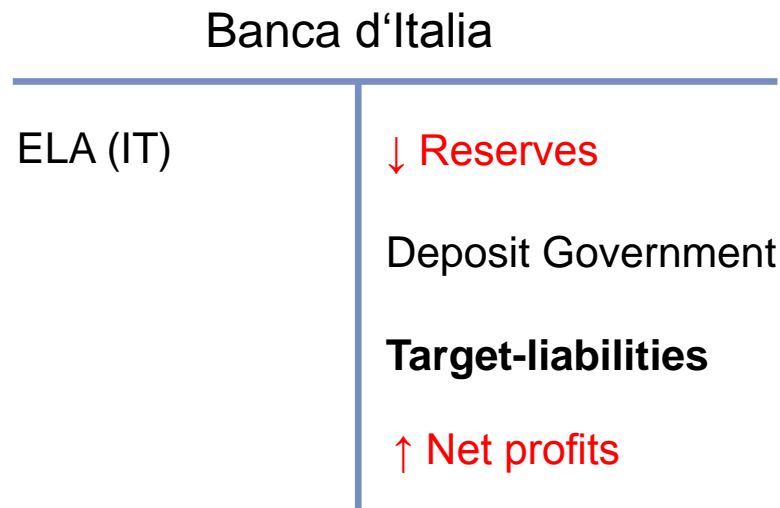 Banca d‘Italia
ELA (IT)
↓ Reserves
Deposit Government
Target-liabilities
↑ Net profits